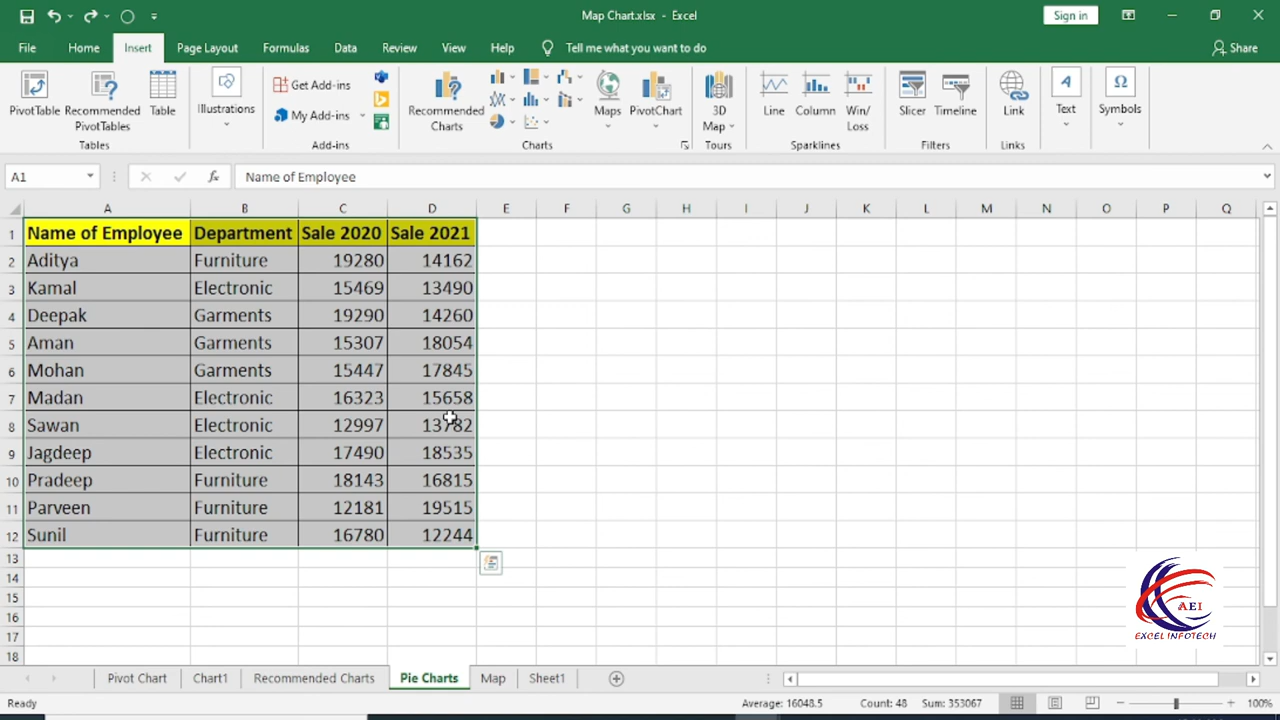 Map Chart.xlsx - Excel
Sign in
File Home Insert Page Layout Formulas Data Review View Help Tell me what you want to do Share
PivotTable
Recommended
PivotTables
Table
Tables
Illustrations
Get Add-ins
My Add-ins
Add-ins
Recommended
Charts
Maps
PivotChart
Charts
3D
Map
Tours
Line
Column
Win/
Loss
Sparklines
Slicer
Timeline
Filters
Link
Links
Text
Symbols
A1 fx Name of Employee
A B C D E F G H I J K L M N O P Q
1 Name of Employee Department Sale 2020 Sale 2021
2 Aditya Furniture 19280 14162
3 Kamal Electronic 15469 13490
4 Deepak Garments 19290 14260
5 Aman Garments 15307 18054
6 Mohan Garments 15447 17845
7 Madan Electronic 16323 15658
8 Sawan Electronic 12997 13782
9 Jagdeep Electronic 17490 18535
10 Pradeep Furniture 18143 16815
11 Parveen Furniture 12181 19515
12 Sunil Furniture 16780 12244
13
14
15
16
17
18
AEI
EXCEL INFOTECH
Pivot Chart Chart1 Recommended Charts Pie Charts Map Sheet1
Ready Average: 16048.5 Count: 48 Sum: 353067 100%